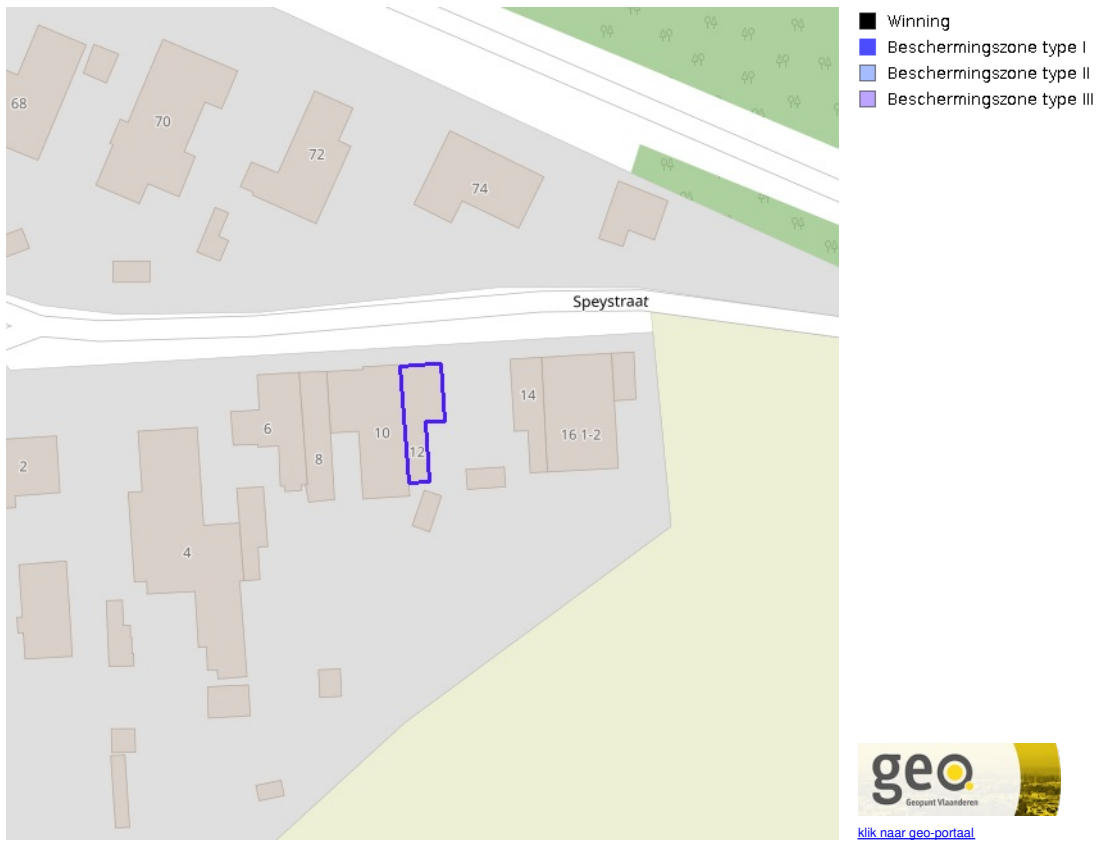 Winning
Beschermingszone type I
Beschermingszone type II
Beschermingszone type III
68
70
72
74
Speystraat
2
4
6
8
10
12
14
16 1-2
geo.
Geopunt Vlaanderen
klik naar geo-portaal